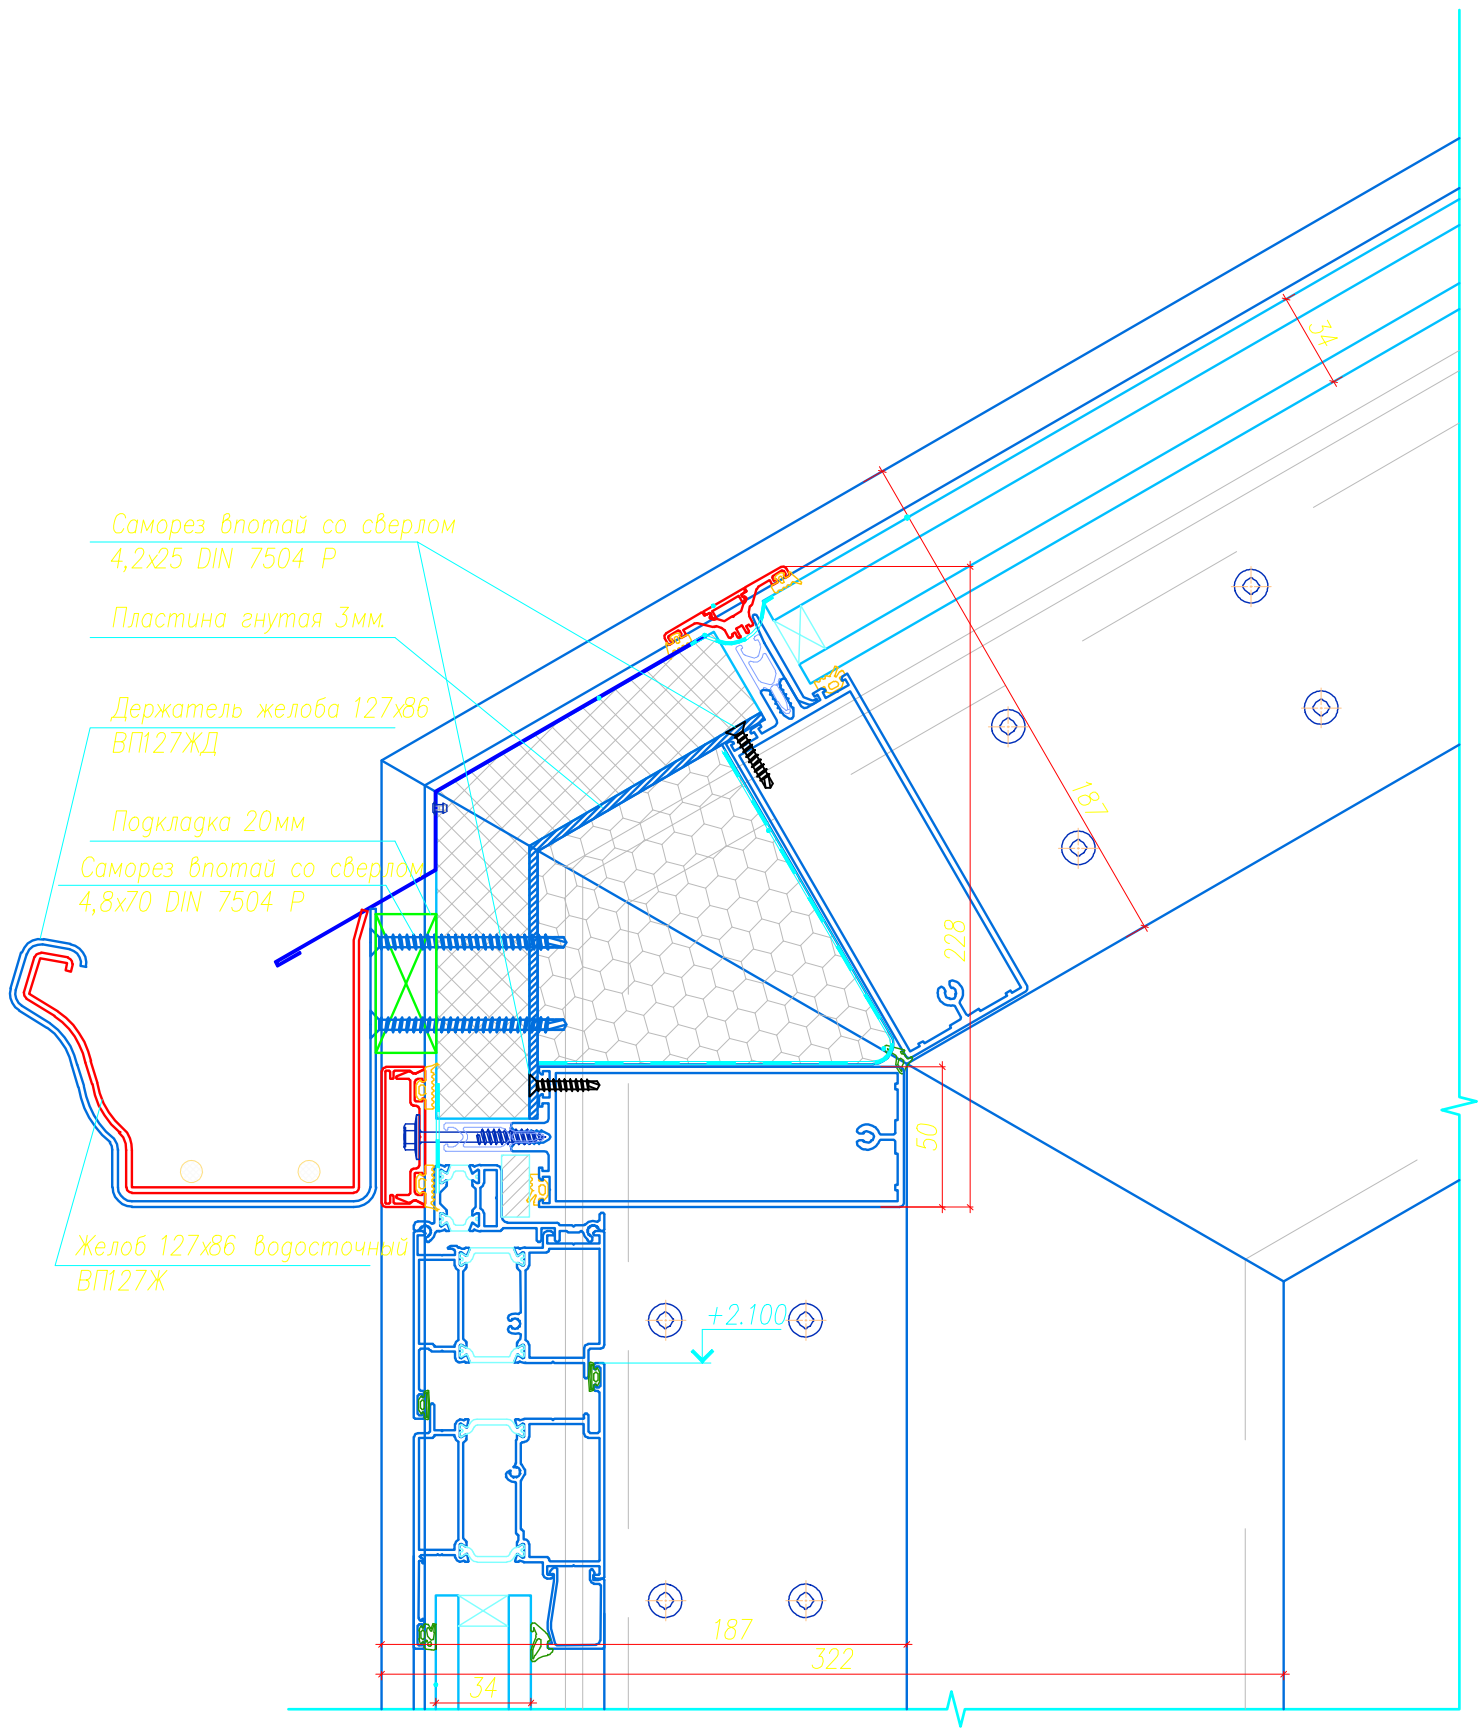 34
Саморез впотай со сверлом
4,2х25 DIN 7504 P
Пластина гнутая 3мм.
Держатель желоба 127х86
ВП127ЖД
187
Подкладка 20мм
Саморез впотай со сверлом
4,8х70 DIN 7504 P
228
50
Желоб 127х86 водосточный
ВП127Ж
+2.100
187
322
34